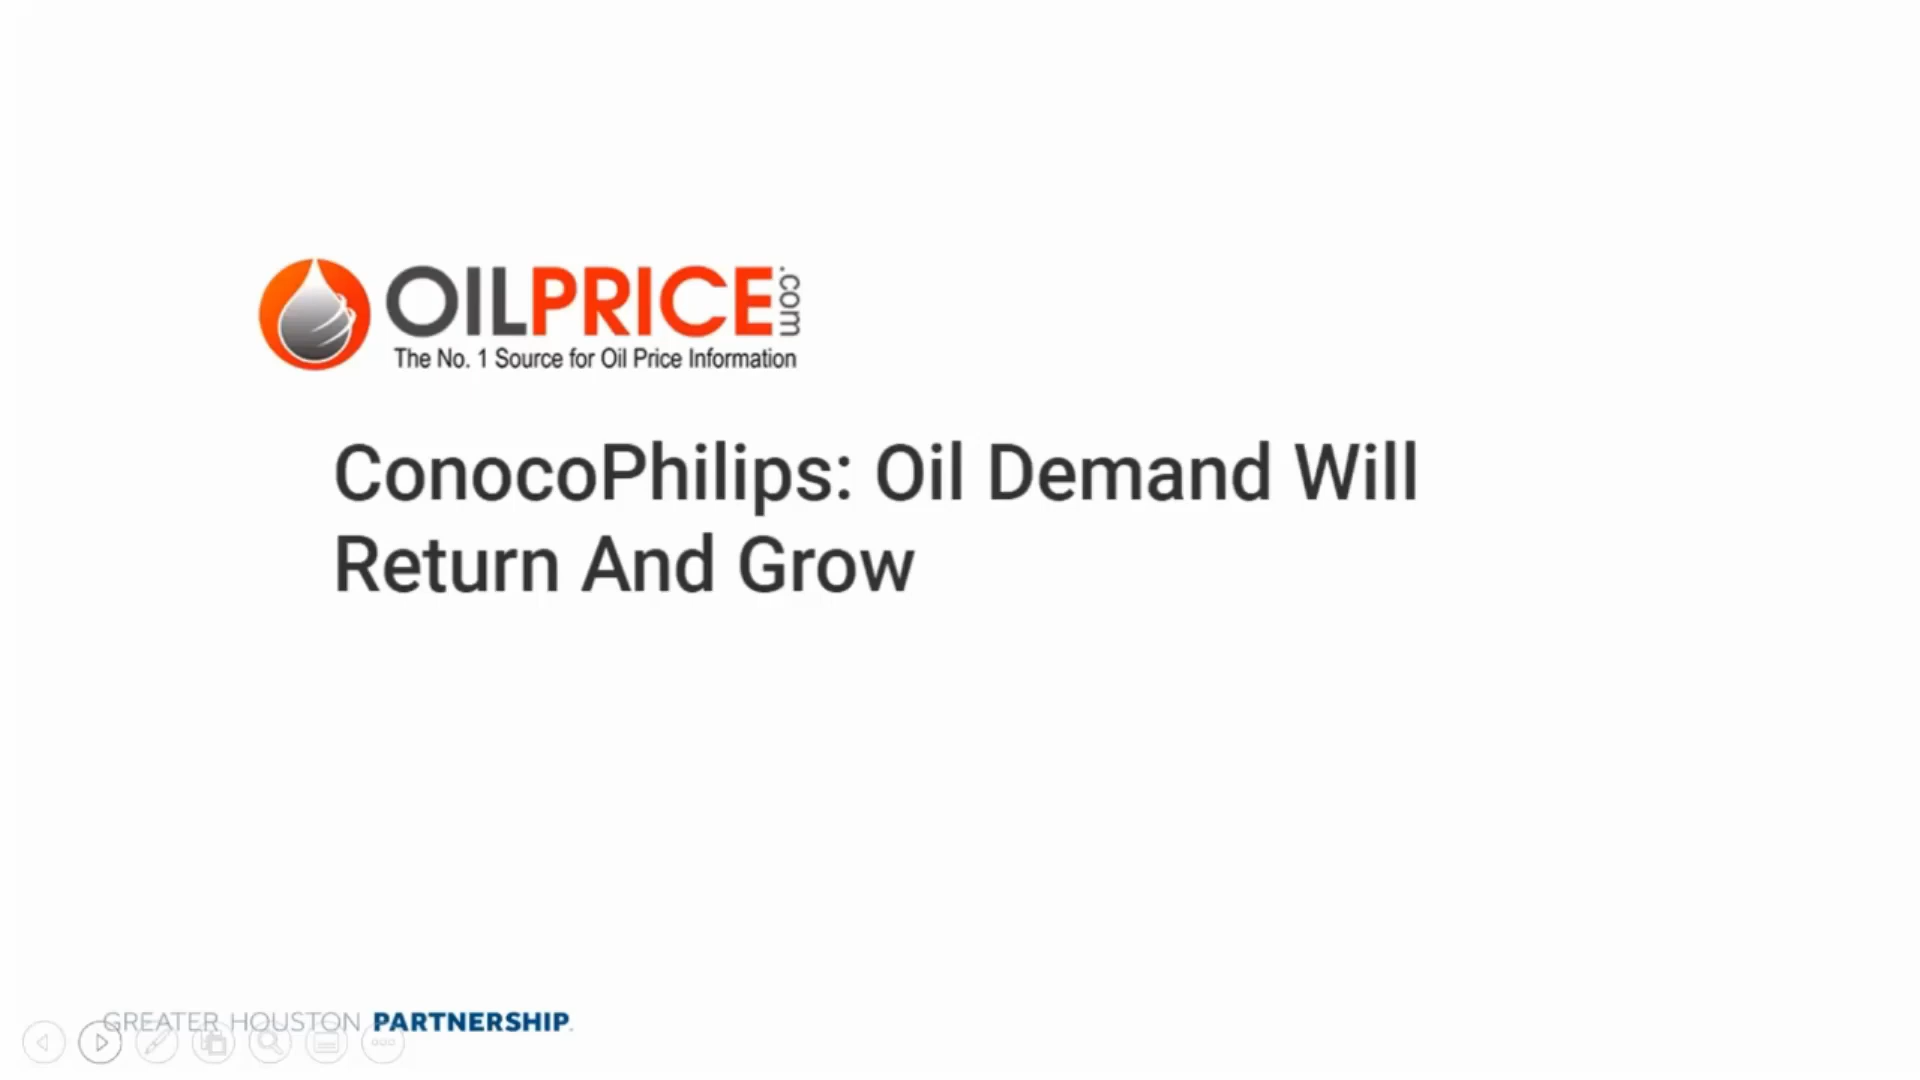 OILPRICE.com
The No. 1 Source for Oil Price Information
ConocoPhilips: Oil Demand Will
Return And Grow
GREATER HOUSTON PARTNERSHIP.